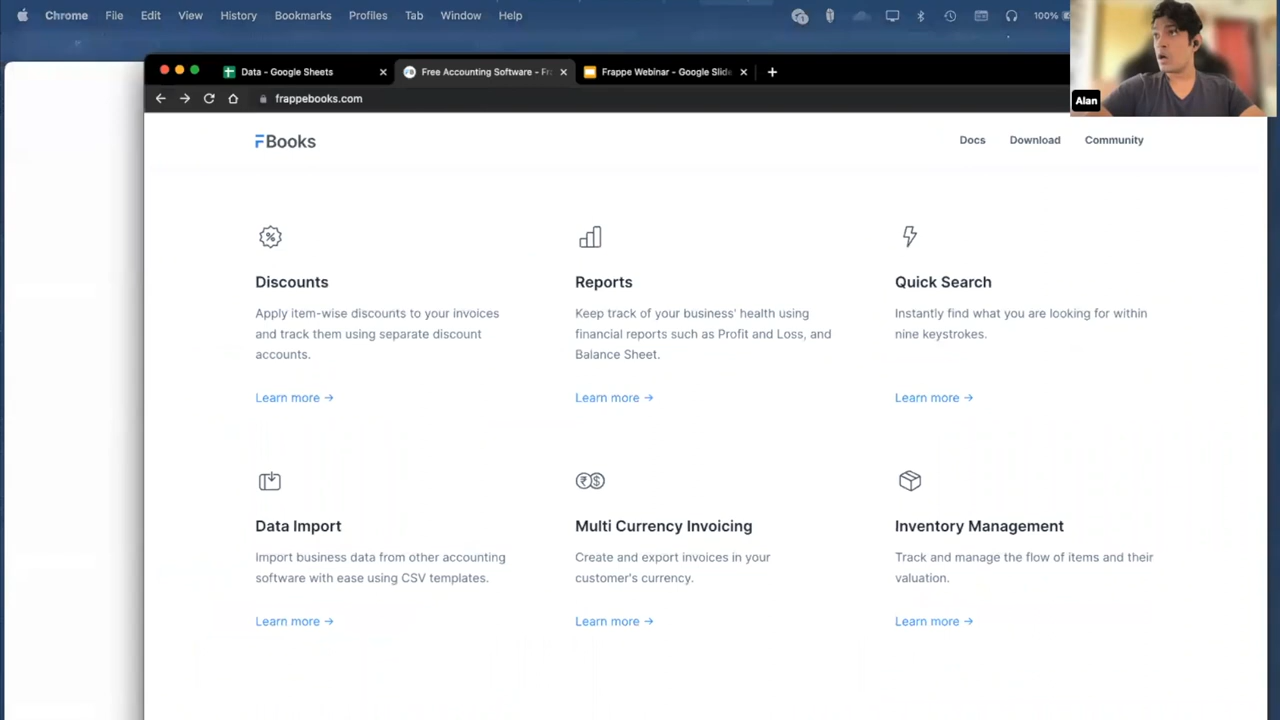 Chrome File Edit View History Bookmarks Profiles Tab Window Help 100%
Alan
Data - Google Sheets Free Accounting Software - Fr Frappe Webinar - Google Slide
frappebooks.com
FBooks Docs Download Community
Discounts
Apply item-wise discounts to your invoices
and track them using separate discount
accounts.
Learn more →
Reports
Keep track of your business' health using
financial reports such as Profit and Loss, and
Balance Sheet.
Learn more →
Quick Search
Instantly find what you are looking for within
nine keystrokes.
Learn more →
Data Import
Import business data from other accounting
software with ease using CSV templates.
Learn more →
Multi Currency Invoicing
Create and export invoices in your
customer's currency.
Learn more →
Inventory Management
Track and manage the flow of items and their
valuation.
Learn more →